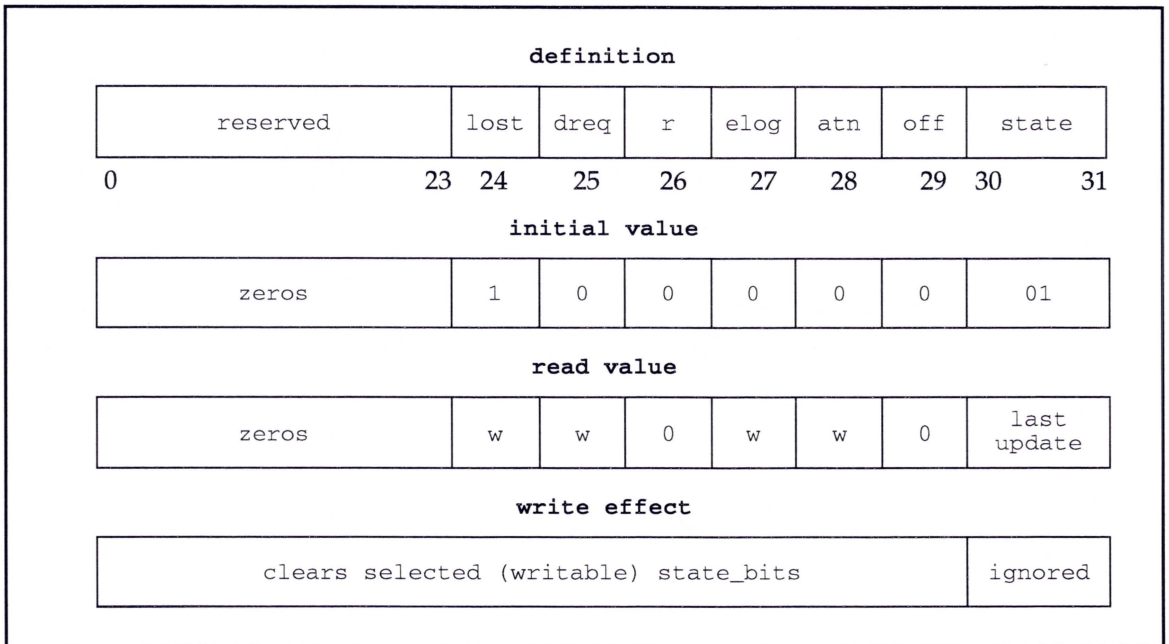 definition
reserved lost dreq r elog atn off state
0 23 24 25 26 27 28 29 30 31
initial value
zeros 1 0 0 0 0 0 01
read value
zeros w w 0 w w 0 last update
write effect
clears selected (writable) state_bits ignored